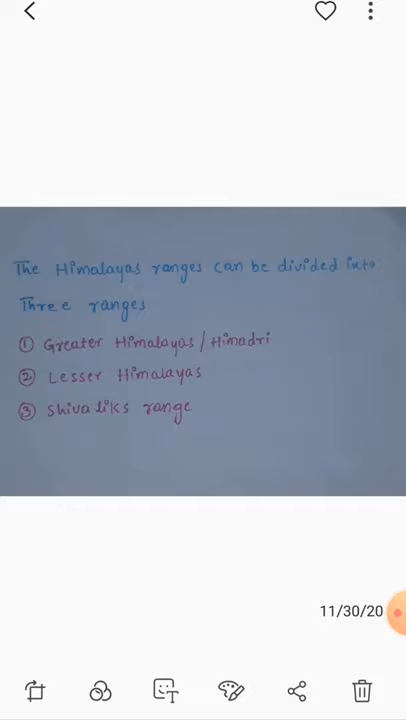 The Himalayas ranges can be divided into
Three ranges
① Greater Himalayas / Himadri
② Lesser Himalayas
③ Shivaliks range
11/30/20
T